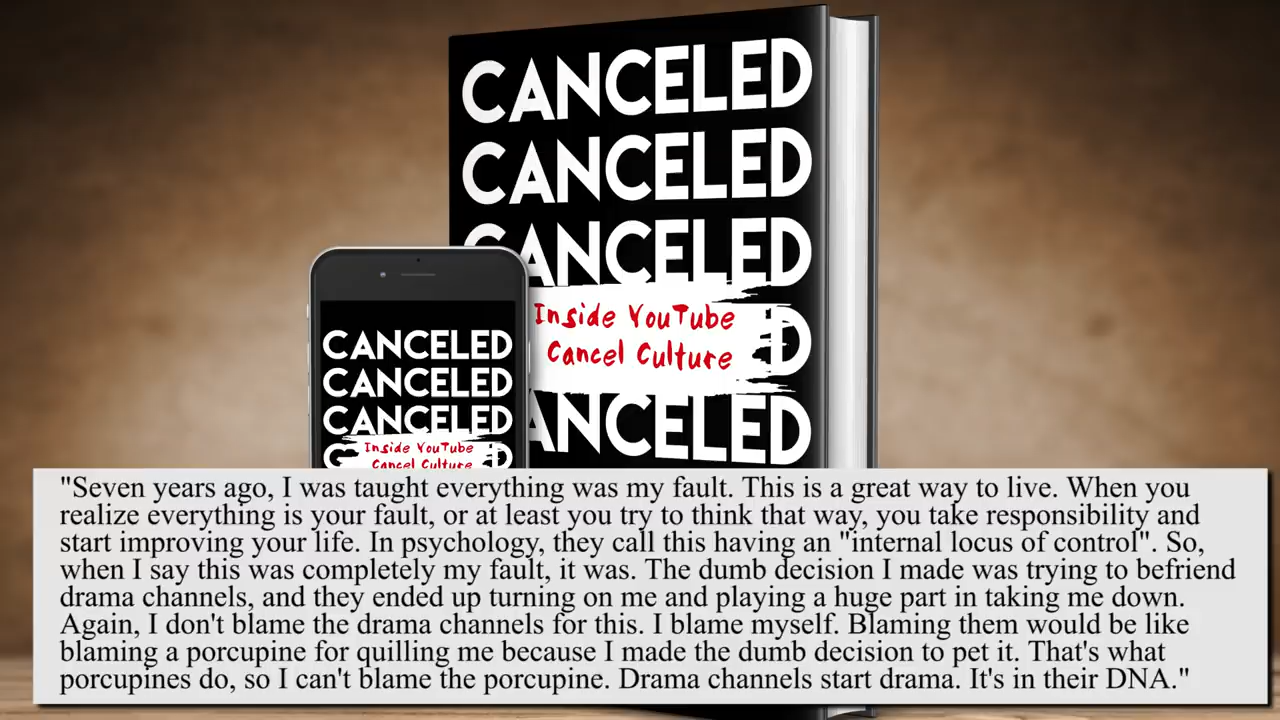 CANCELED
CANCELED
CANCELED
Inside YouTube
Cancel Culture
ED
ANCELED
CANCELED
CANCELED
CANCELED
Inside YouTube
Cancel Culture
"Seven years ago, I was taught everything was my fault. This is a great way to live. When you
realize everything is your fault, or at least you try to think that way, you take responsibility and
start improving your life. In psychology, they call this having an "internal locus of control". So,
when I say this was completely my fault, it was. The dumb decision I made was trying to befriend
drama channels, and they ended up turning on me and playing a huge part in taking me down.
Again, I don't blame the drama channels for this. I blame myself. Blaming them would be like
blaming a porcupine for quilling me because I made the dumb decision to pet it. That's what
porcupines do, so I can't blame the porcupine. Drama channels start drama. It's in their DNA."